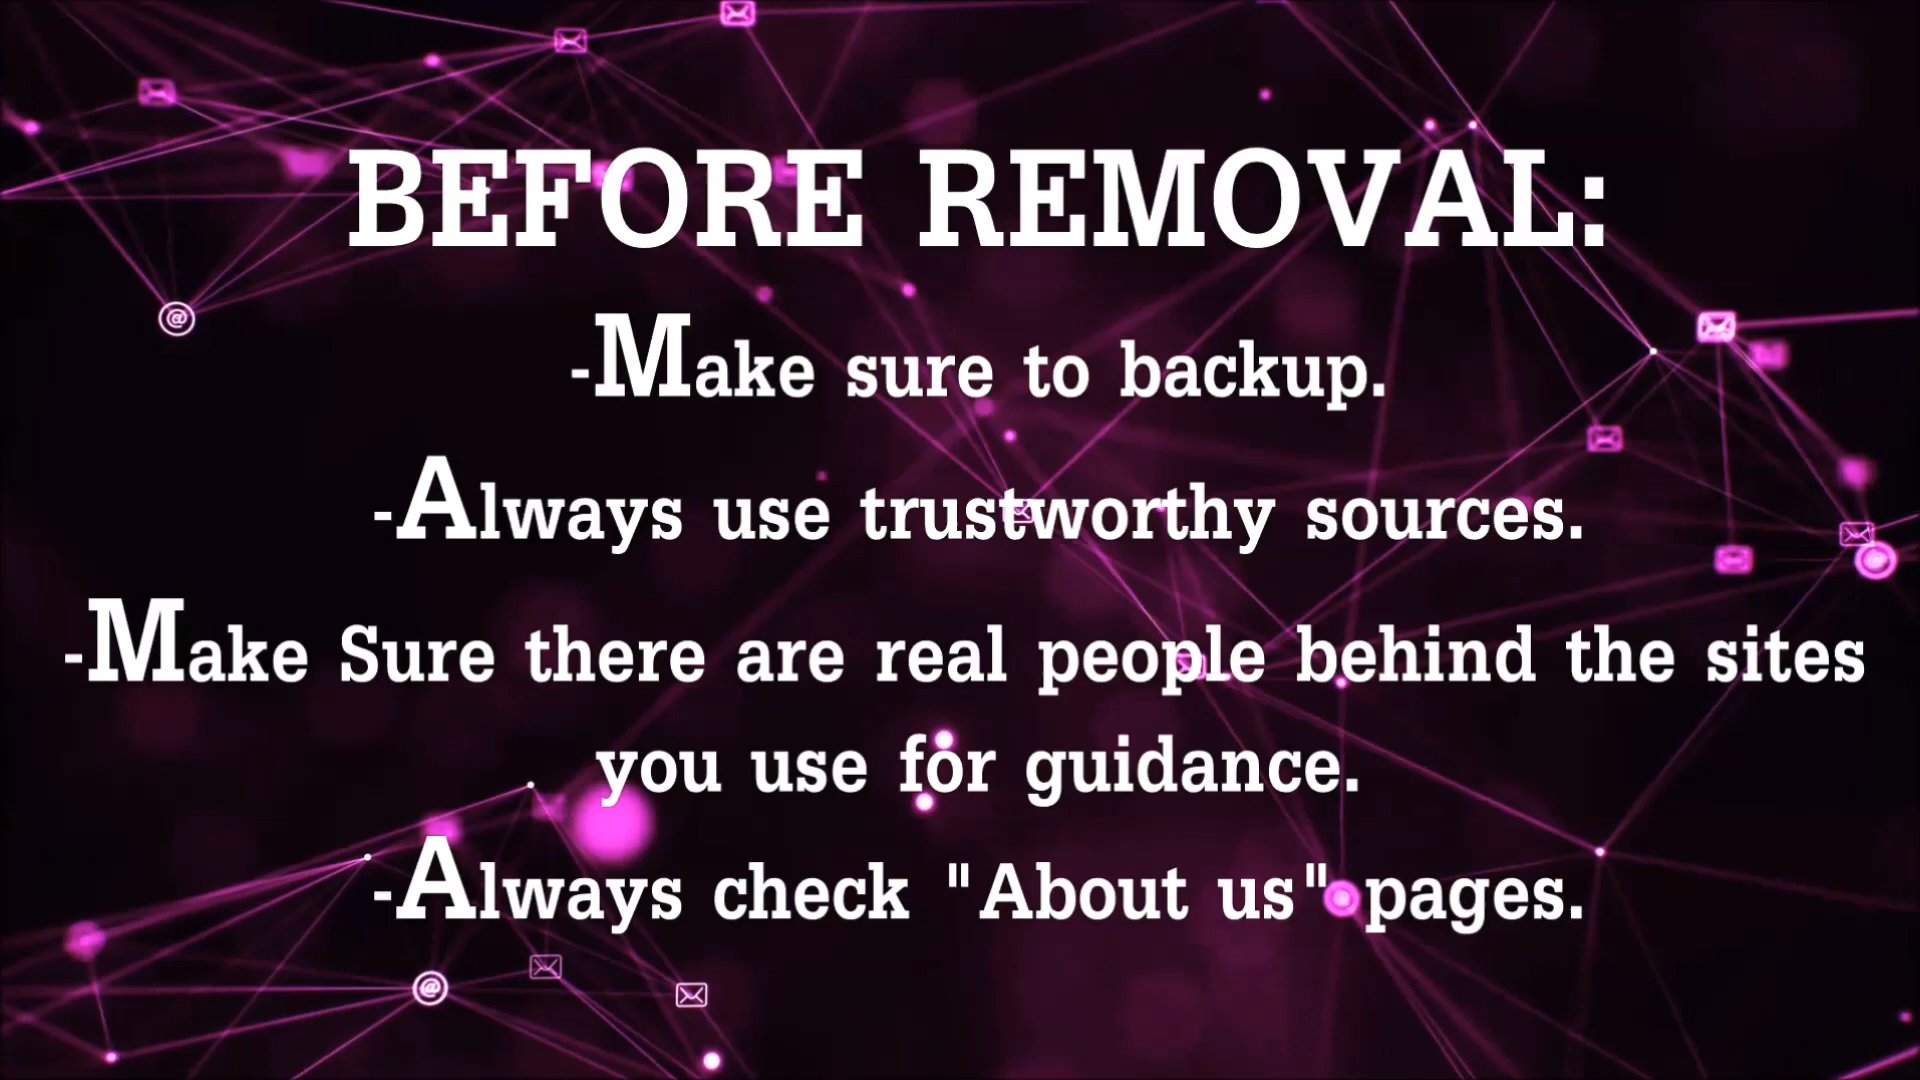 BEFORE REMOVAL:
-Make sure to backup.
-Always use trustworthy sources.
-Make Sure there are real people behind the sites
you use for guidance.
-Always check "About us" pages.